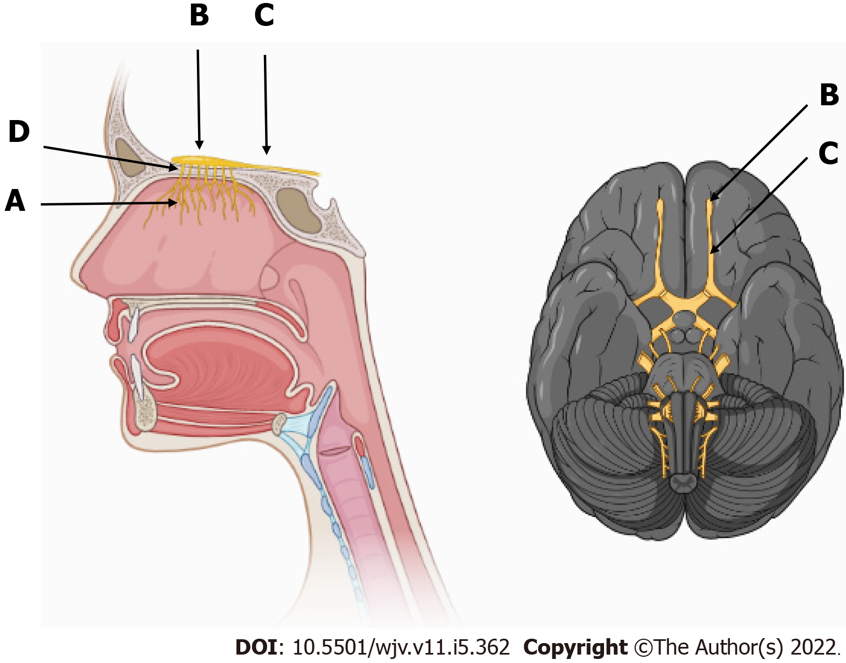 B C
D
A
B
C
DOI: 10.5501/wjv.v11.i5.362 Copyright ©The Author(s) 2022.